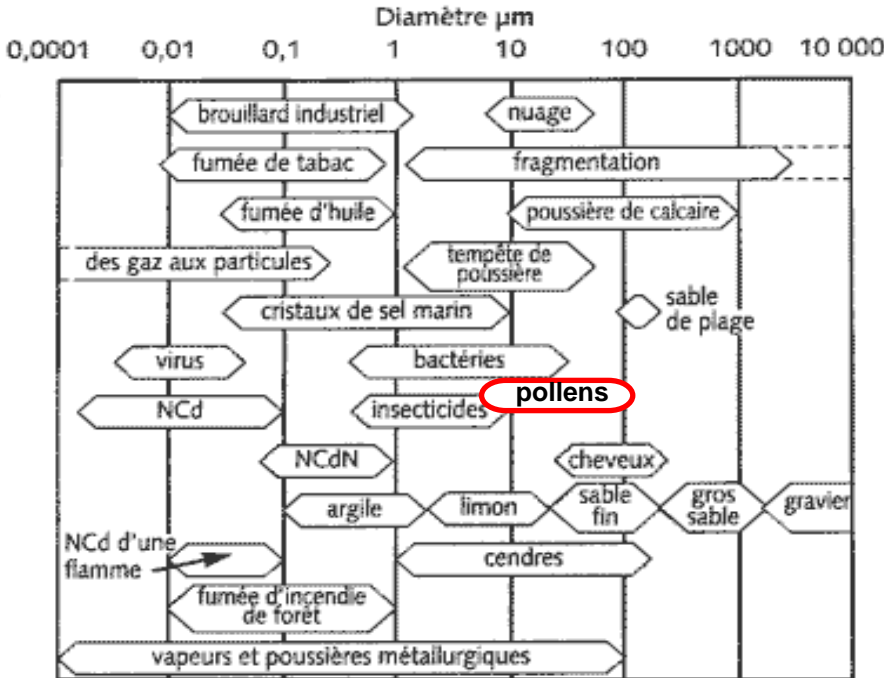 Diamètre µm
0,0001 0,01 0,1 1 10 100 1000 10 000
brouillard industriel nuage
fumée de tabac fragmentation
fumée d'huile poussière de calcaire
des gaz aux particules tempête de
poussière
cristaux de sel marin sable
de plage
virus bactéries
NCd insecticides pollens
NCdN cheveux
argile limon sable
fin gros
sable gravier
NCd d'une
flamme cendres
fumée d'incendie
de forêt
vapeurs et poussières métallurgiques